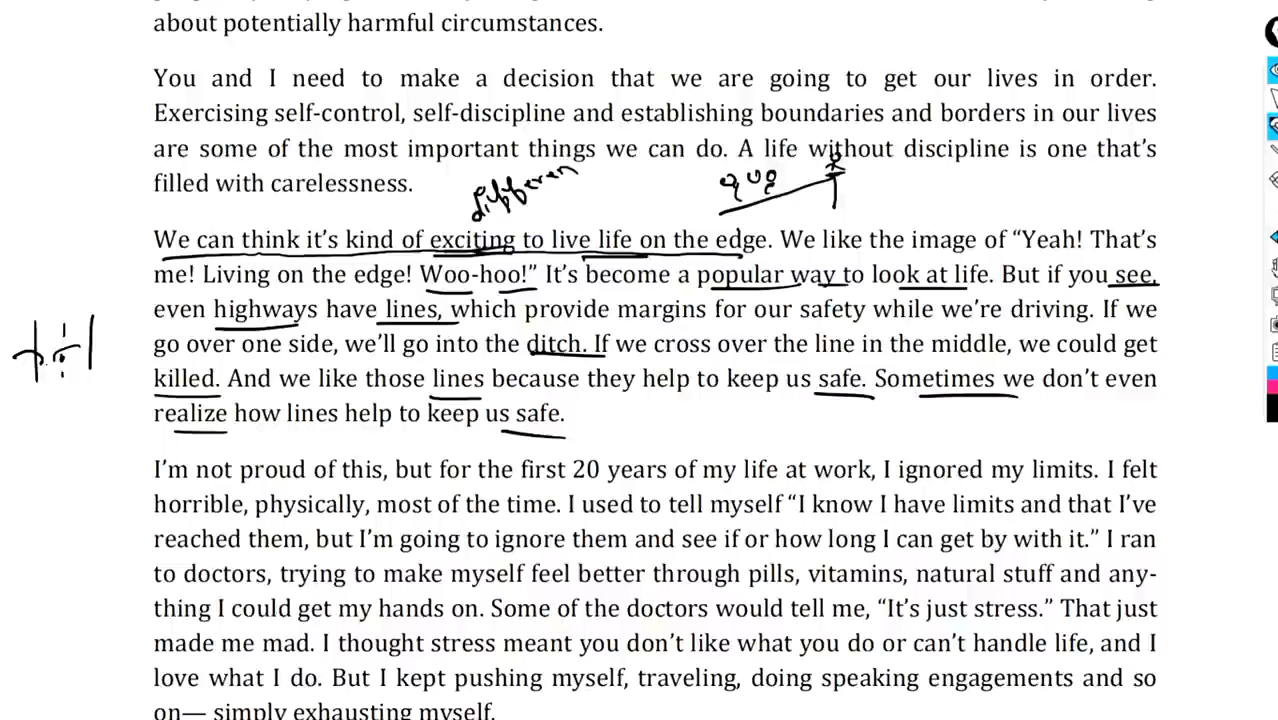 about potentially harmful circumstances.
You and I need to make a decision that we are going to get our lives in order.
Exercising self-control, self-discipline and establishing boundaries and borders in our lives
are some of the most important things we can do. A life without discipline is one that's
filled with carelessness.
differen
We can think it's kind of exciting to live life on the edge. We like the image of “Yeah! That's
me! Living on the edge! Woo-hoo!” It's become a popular way to look at life. But if you see,
even highways have lines, which provide margins for our safety while we're driving. If we
go over one side, we'll go into the ditch. If we cross over the line in the middle, we could get
killed. And we like those lines because they help to keep us safe. Sometimes we don't even
realize how lines help to keep us safe.
I'm not proud of this, but for the first 20 years of my life at work, I ignored my limits. I felt
horrible, physically, most of the time. I used to tell myself “I know I have limits and that I've
reached them, but I'm going to ignore them and see if or how long I can get by with it.” I ran
to doctors, trying to make myself feel better through pills, vitamins, natural stuff and any-
thing I could get my hands on. Some of the doctors would tell me, “It's just stress.” That just
made me mad. I thought stress meant you don't like what you do or can't handle life, and I
love what I do. But I kept pushing myself, traveling, doing speaking engagements and so
on— simply exhausting myself.